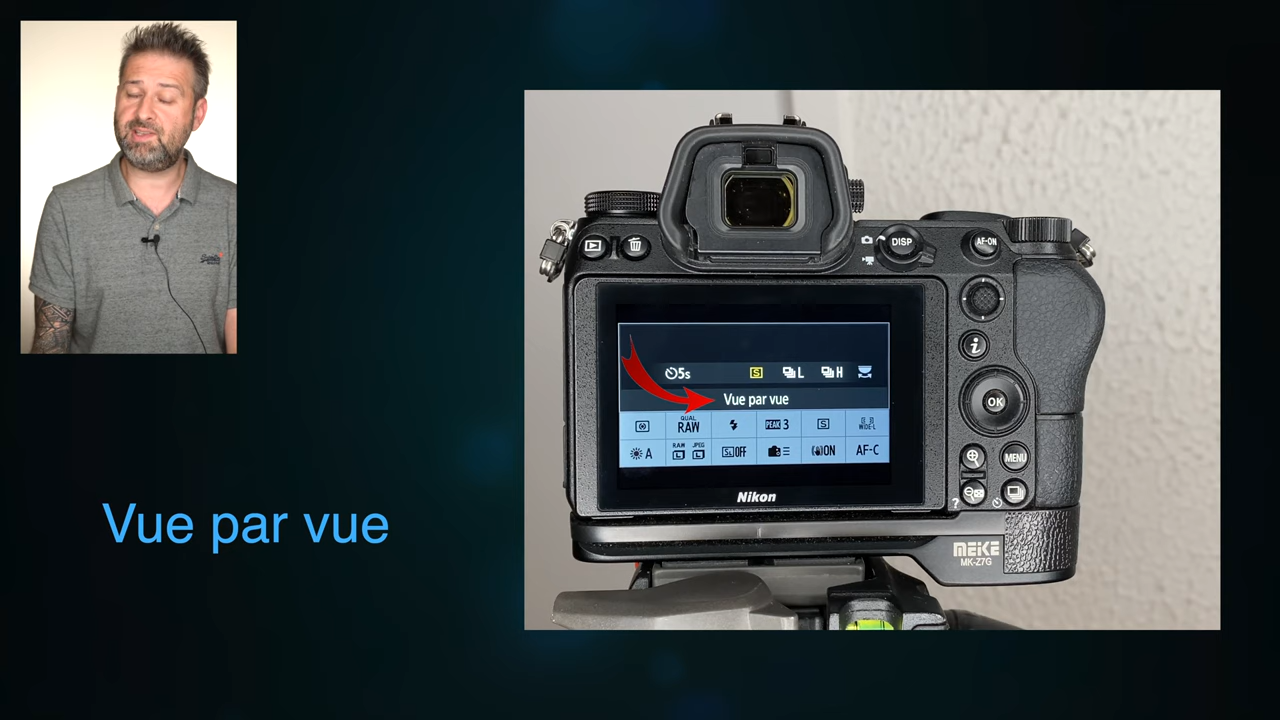 DISP
AF-ON
i
5s
S
L
H
Vue par vue
QUAL
RAW
PEAK 3
S
WIDE-L
A
RAW JPEG
L L
OFF
ON
AF-C
OK
MENU
?
Nikon
MEIKE
MK-Z7G
Vue par vue